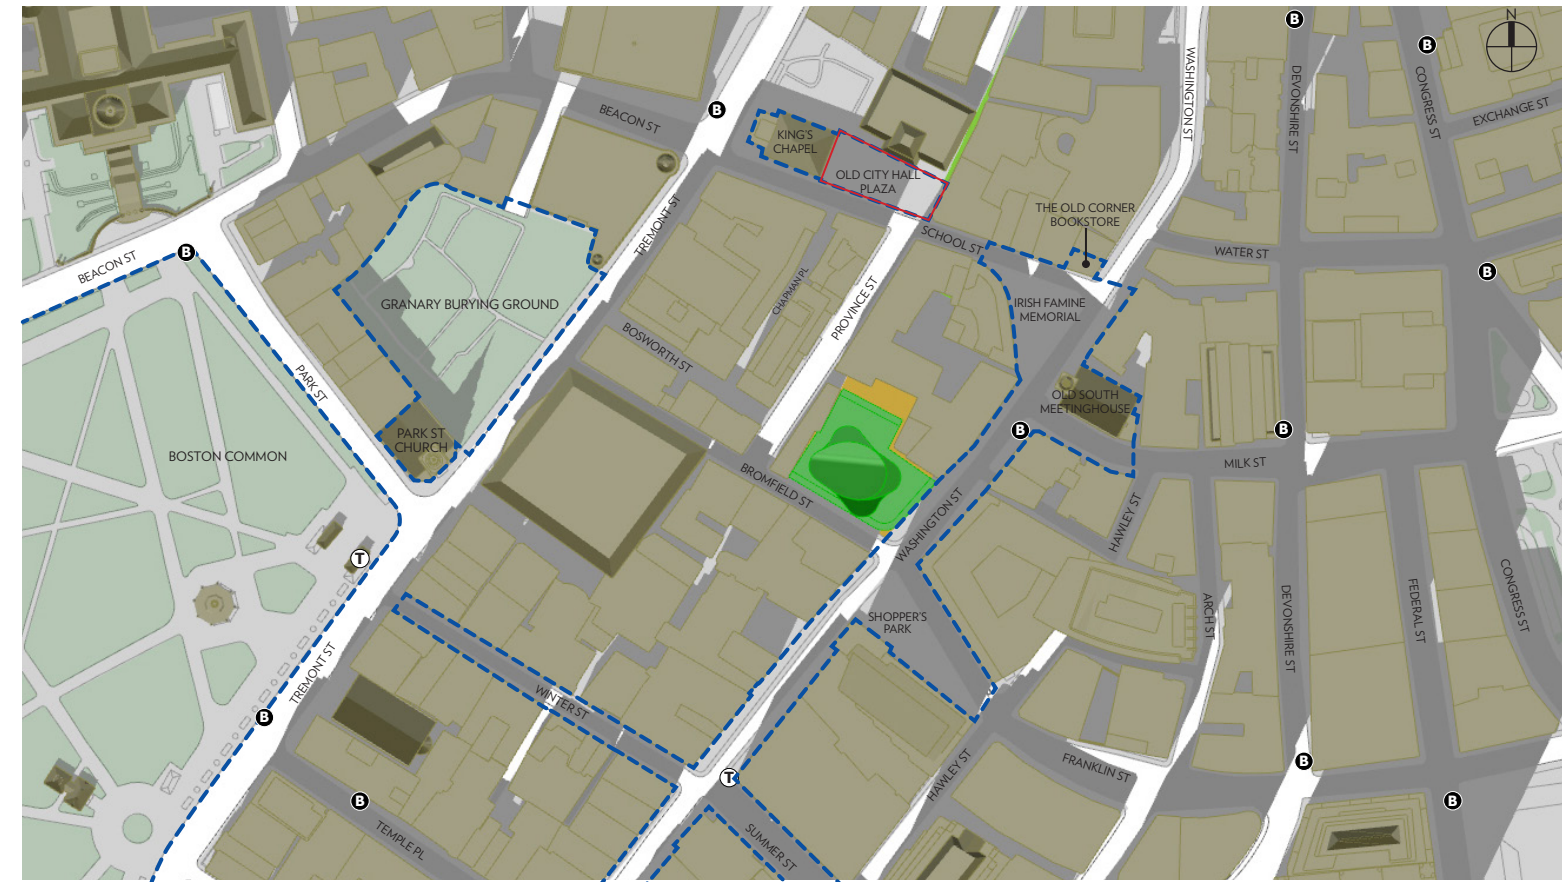 N
B
B
B
B
B
B
B
B
B
B
B
T
T
BEACON ST
KING'S
CHAPEL
OLD CITY HALL
PLAZA
WASHINGTON ST
DEVONSHIRE ST
CONGRESS ST
EXCHANGE ST
THE OLD CORNER
BOOKSTORE
TREMONT ST
SCHOOL ST
WATER ST
BEACON ST
GRANARY BURYING GROUND
CHAPMAN PL
PROVINCE ST
IRISH FAMINE
MEMORIAL
BOSWORTH ST
PARK ST
OLD SOUTH
MEETINGHOUSE
PARK ST
CHURCH
BOSTON COMMON
BROMFIELD ST
MILK ST
WASHINGTON ST
HAWLEY ST
SHOPPER'S
PARK
ARCH ST
DEVONSHIRE ST
FEDERAL ST
CONGRESS ST
TREMONT ST
WINTER ST
HAWLEY ST
FRANKLIN ST
TEMPLE PL
SUMMER ST